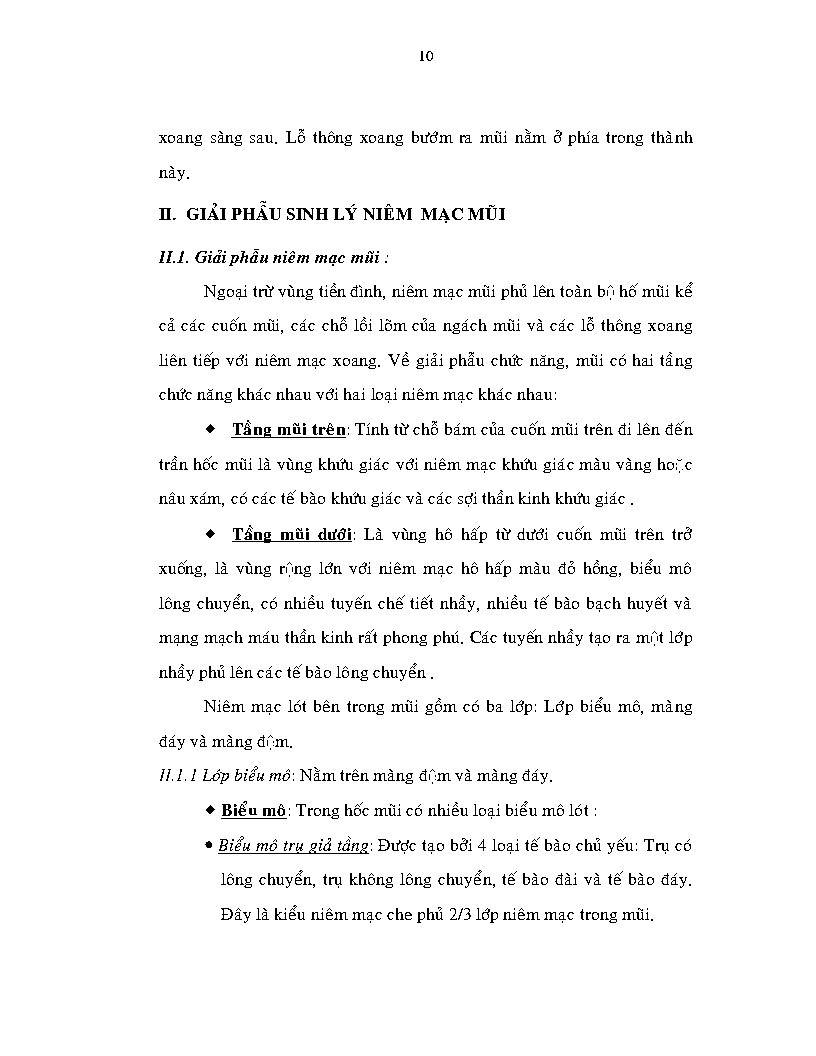 10
xoang sàng sau. Lỗ thông xoang bướm ra mũi nằm ở phía trong thành
này.
II. GIẢI PHẪU SINH LÝ NIÊM MẠC MŨI
II.1. Giải phẫu niêm mạc mũi :
Ngoại trừ vùng tiền đình, niêm mạc mũi phủ lên toàn bộ hố mũi kể
cả các cuốn mũi, các chỗ lồi lõm của ngách mũi và các lỗ thông xoang
liên tiếp với niêm mạc xoang. Về giải phẫu chức năng, mũi có hai tầng
chức năng khác nhau với hai loại niêm mạc khác nhau:
◆ Tầng mũi trên: Tính từ chỗ bám của cuốn mũi trên đi lên đến
trần hốc mũi là vùng khứu giác với niêm mạc khứu giác màu vàng hoặc
nâu xám, có các tế bào khứu giác và các sợi thần kinh khứu giác .
◆ Tầng mũi dưới: Là vùng hô hấp từ dưới cuốn mũi trên trở
xuống, là vùng rộng lớn với niêm mạc hô hấp màu đỏ hồng, biểu mô
lông chuyển, có nhiều tuyến chế tiết nhầy, nhiều tế bào bạch huyết và
mạng mạch máu thần kinh rất phong phú. Các tuyến nhầy tạo ra một lớp
nhầy phủ lên các tế bào lông chuyển .
Niêm mạc lót bên trong mũi gồm có ba lớp: Lớp biểu mô, màng
đáy và màng đệm.
II.1.1 Lớp biểu mô: Nằm trên màng đệm và màng đáy.
◆ Biểu mô: Trong hốc mũi có nhiều loại biểu mô lót :
● Biểu mô trụ giả tầng: Được tạo bởi 4 loại tế bào chủ yếu: Trụ có
lông chuyển, trụ không lông chuyển, tế bào đài và tế bào đáy.
Đây là kiểu niêm mạc che phủ 2/3 lớp niêm mạc trong mũi.